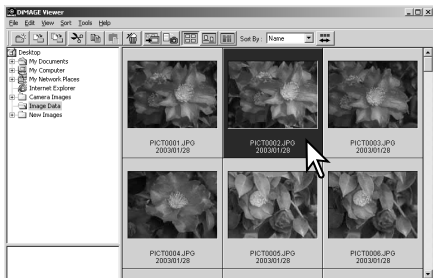 DiMAGE Viewer
File Edit View Sort Tools Help
Sort By : Name
Desktop
My Documents
My Computer
My Network Places
Internet Explorer
Camera Images
Image Data
New Images
PICT0001.JPG
2003/01/28
PICT0002.JPG
2003/01/28
PICT0003.JPG
2003/01/28
PICT0004.JPG
2003/01/28
PICT0005.JPG
2003/01/28
PICT0006.JPG
2003/01/28